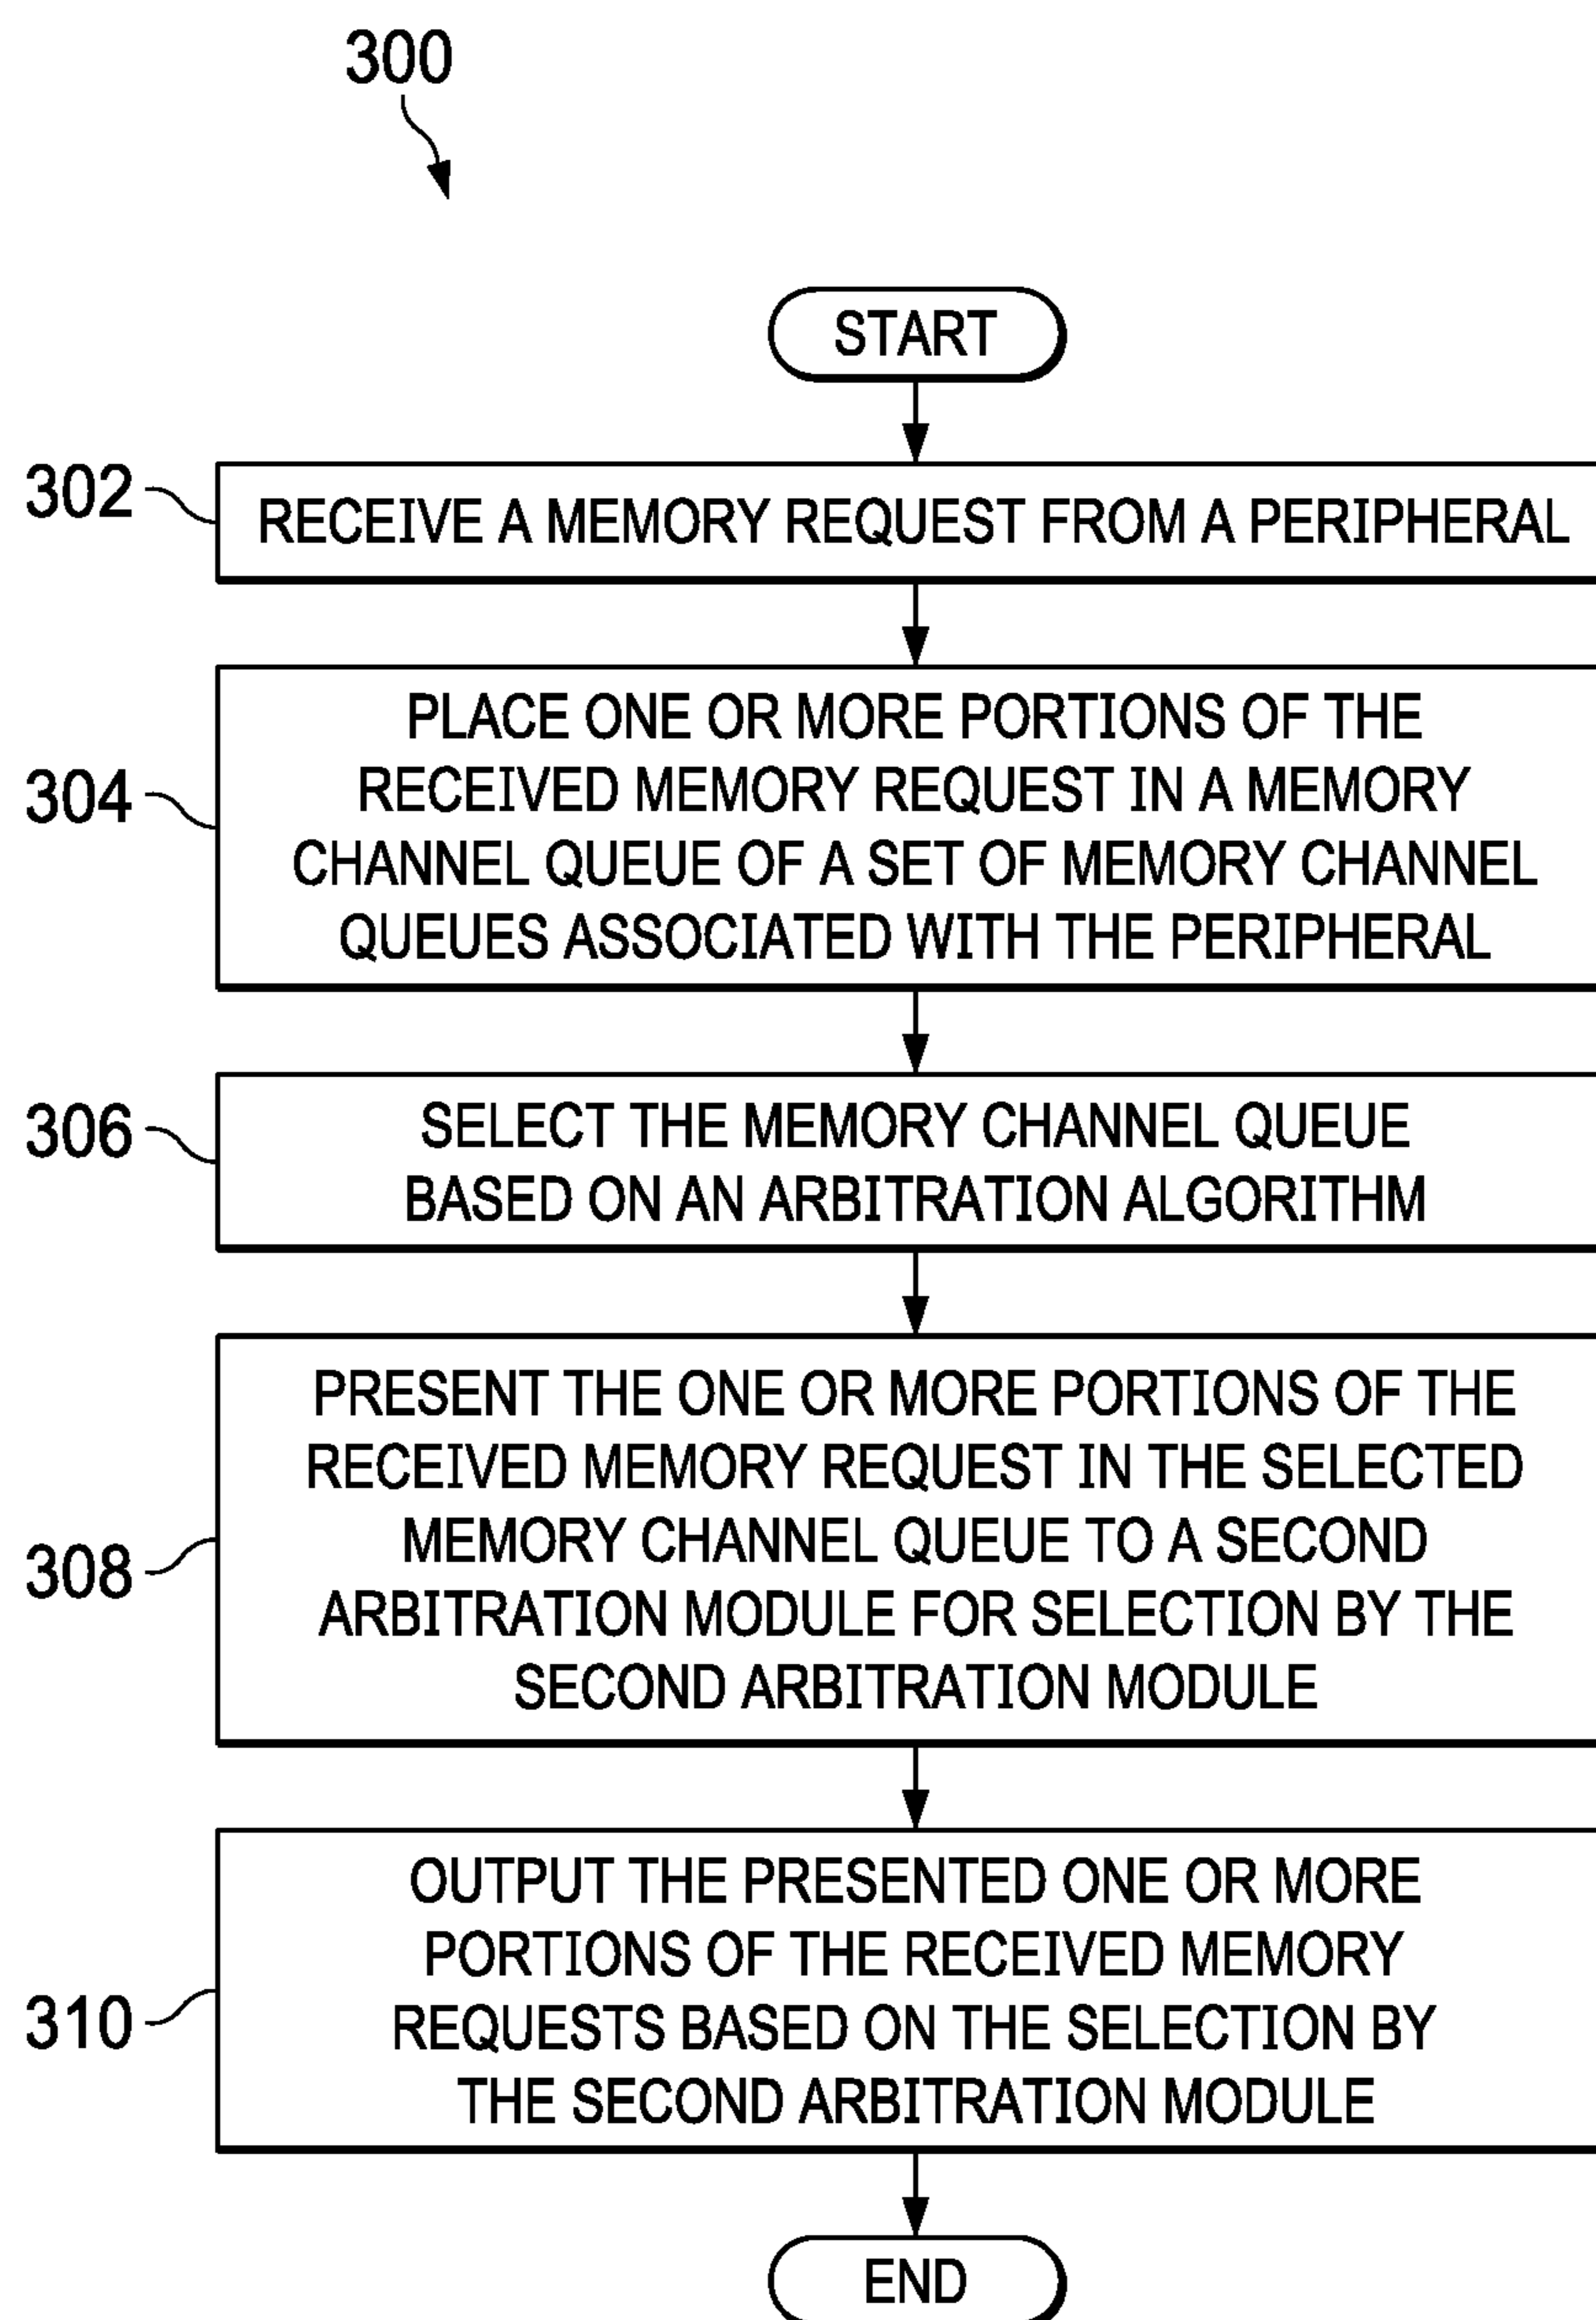 300
START
302
RECEIVE A MEMORY REQUEST FROM A PERIPHERAL
304
PLACE ONE OR MORE PORTIONS OF THE
RECEIVED MEMORY REQUEST IN A MEMORY
CHANNEL QUEUE OF A SET OF MEMORY CHANNEL
QUEUES ASSOCIATED WITH THE PERIPHERAL
306
SELECT THE MEMORY CHANNEL QUEUE
BASED ON AN ARBITRATION ALGORITHM
308
PRESENT THE ONE OR MORE PORTIONS OF THE
RECEIVED MEMORY REQUEST IN THE SELECTED
MEMORY CHANNEL QUEUE TO A SECOND
ARBITRATION MODULE FOR SELECTION BY THE
SECOND ARBITRATION MODULE
310
OUTPUT THE PRESENTED ONE OR MORE
PORTIONS OF THE RECEIVED MEMORY
REQUESTS BASED ON THE SELECTION BY
THE SECOND ARBITRATION MODULE
END